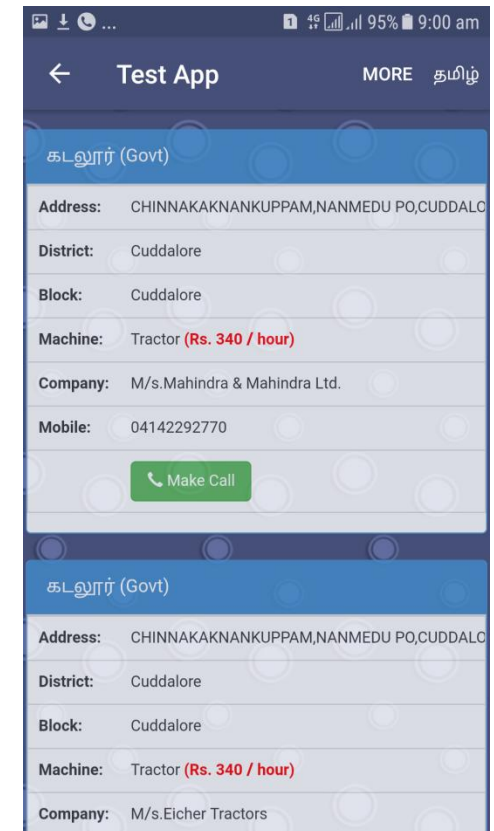 ... 1 4G 95% 9:00 am
Test App MORE தமிழ்
கடலூர் (Govt)
Address: CHINNAKAKNANKUPPAM,NANMEDU PO,CUDDALO
District: Cuddalore
Block: Cuddalore
Machine: Tractor (Rs. 340 / hour)
Company: M/s.Mahindra & Mahindra Ltd.
Mobile: 04142292770
Make Call
கடலூர் (Govt)
Address: CHINNAKAKNANKUPPAM,NANMEDU PO,CUDDALO
District: Cuddalore
Block: Cuddalore
Machine: Tractor (Rs. 340 / hour)
Company: M/s.Eicher Tractors